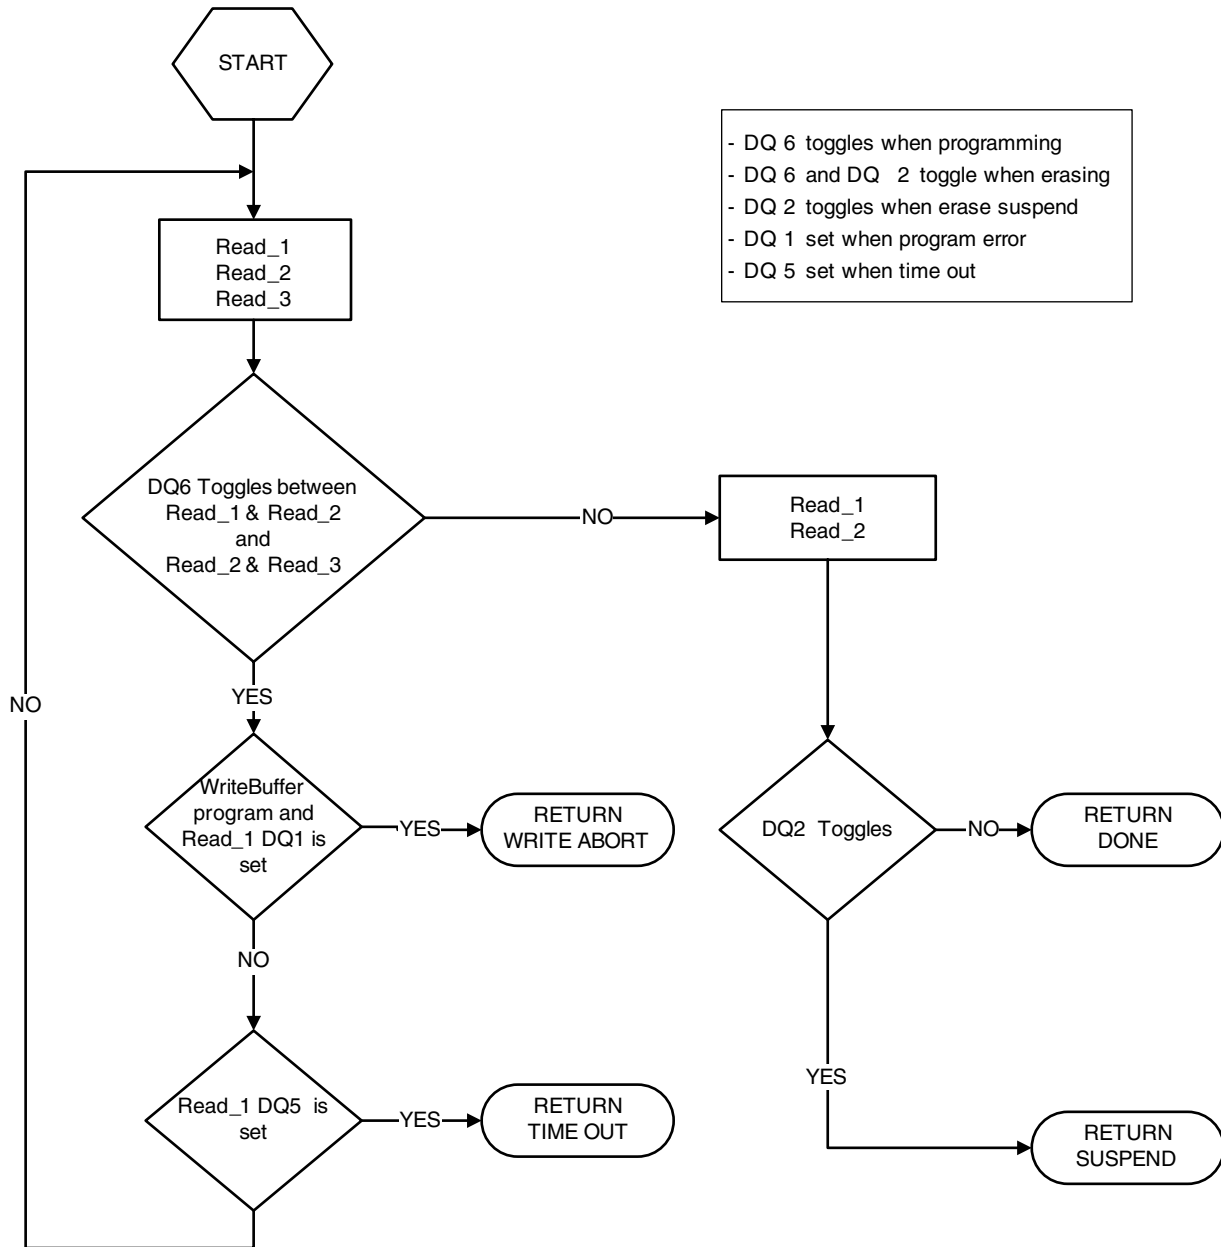 START
- DQ 6 toggles when programming
- DQ 6 and DQ 2 toggle when erasing
- DQ 2 toggles when erase suspend
- DQ 1 set when program error
- DQ 5 set when time out
Read_1
Read_2
Read_3
DQ6 Toggles between
Read_1 & Read_2
and
Read_2 & Read_3
NO
Read_1
Read_2
YES
NO
WriteBuffer
program and
Read_1 DQ1 is
set
YES
RETURN
WRITE ABORT
DQ2 Toggles
NO
RETURN
DONE
NO
YES
Read_1 DQ5 is
set
YES
RETURN
TIME OUT
RETURN
SUSPEND